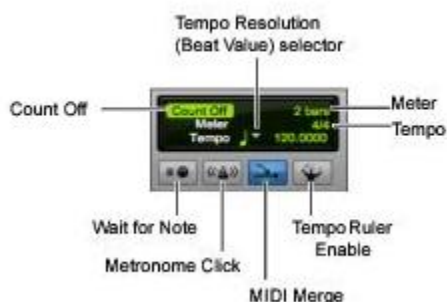 Tempo Resolution
(Beat Value) selector
Count Off
Count Off 2 bars
Meter 4/4
Tempo 120.0000
Meter
Tempo
Wait for Note
Metronome Click
MIDI Merge
Tempo Ruler
Enable